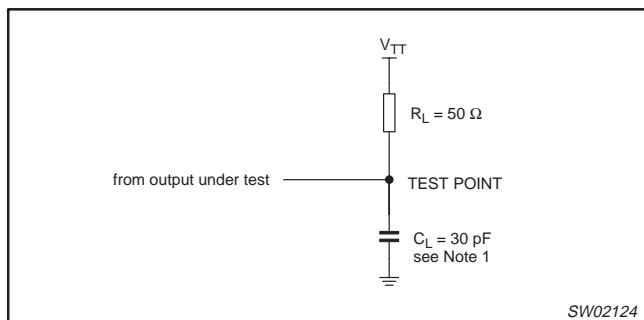 V_TT
R_L = 50 Ω
from output under test
TEST POINT
C_L = 30 pF
see Note 1
SW02124